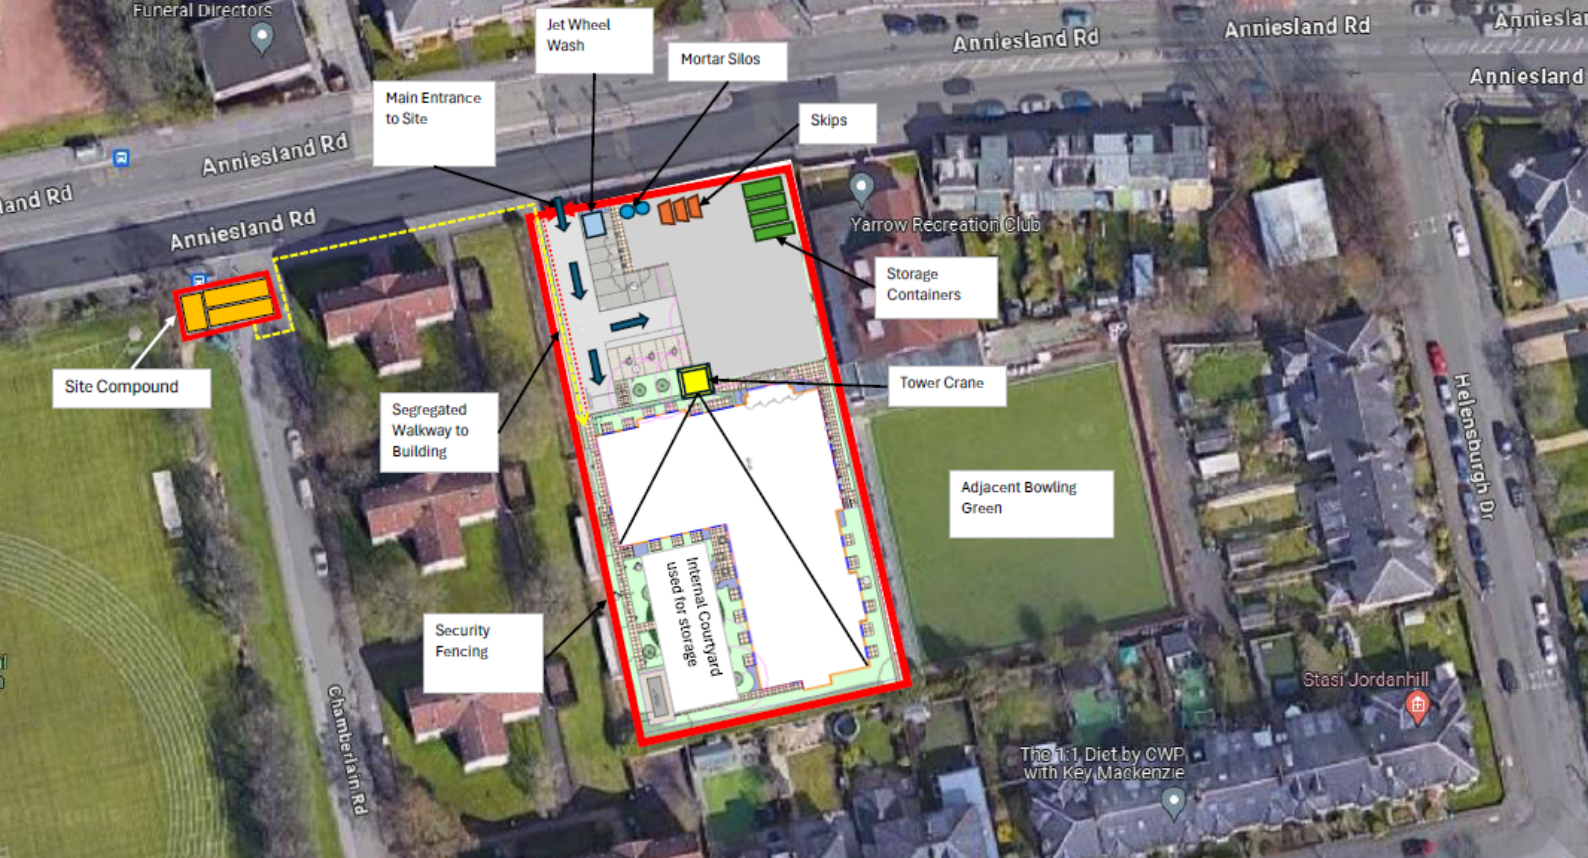 Funeral Directors
Jet Wheel
Wash
Mortar Silos
Anniesland Rd
Anniesland Rd
Anniesland
Main Entrance
to Site
Skips
Anniesland Rd
Rd
Anniesland Rd
Yarrow Recreation Club
Storage
Containers
Site Compound
Tower Crane
Segregated
Walkway to
Building
Helensburgh Dr
Adjacent Bowling
Green
Internal Courtyard
used for storage
Security
Fencing
Chamberlain Rd
Stasi Jordanhill
The 1:1 Diet by CWP
with Key Mackenzie